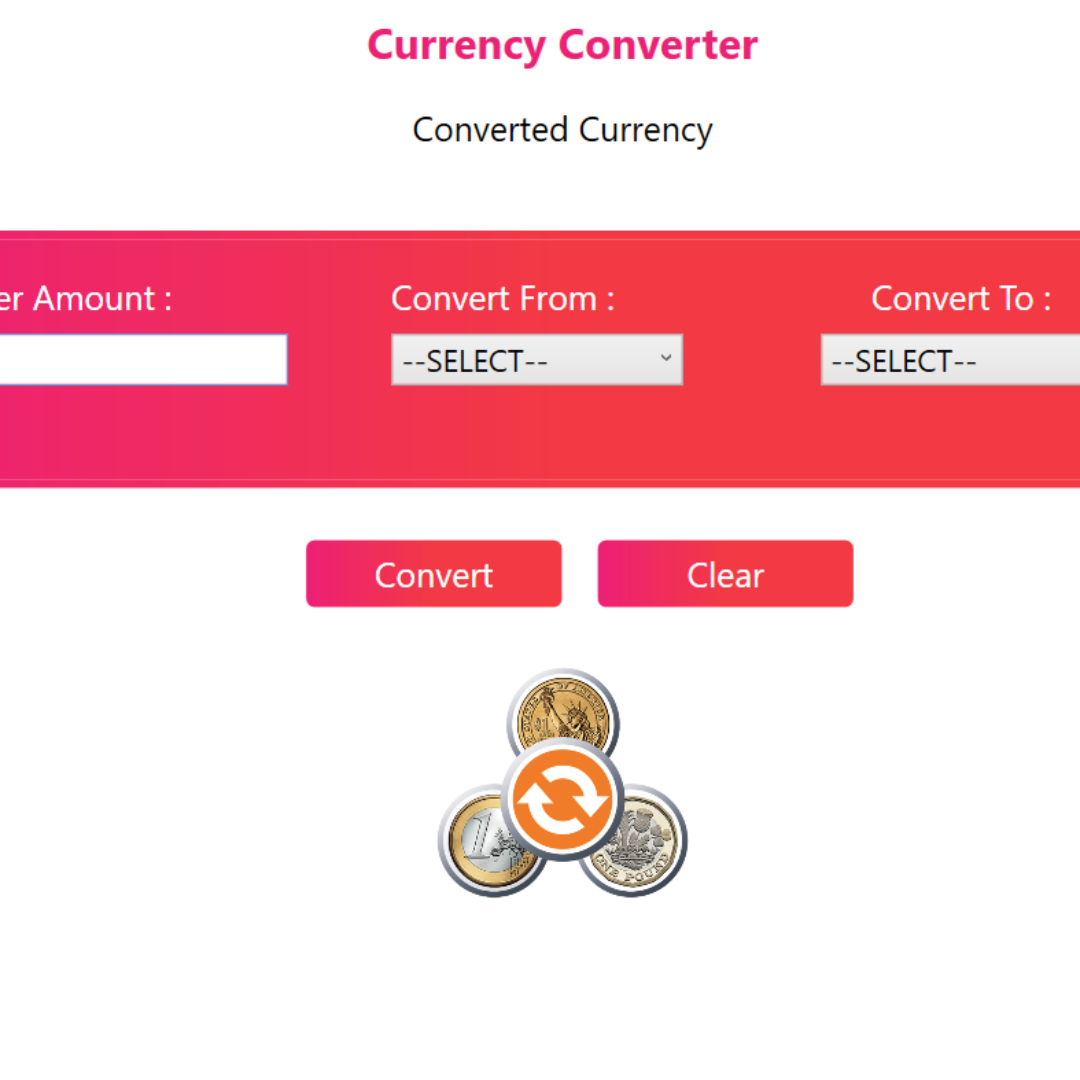 Currency Converter
Converted Currency
er Amount : Convert From : Convert To :
--SELECT-- --SELECT--
Convert Clear
ONE POUND